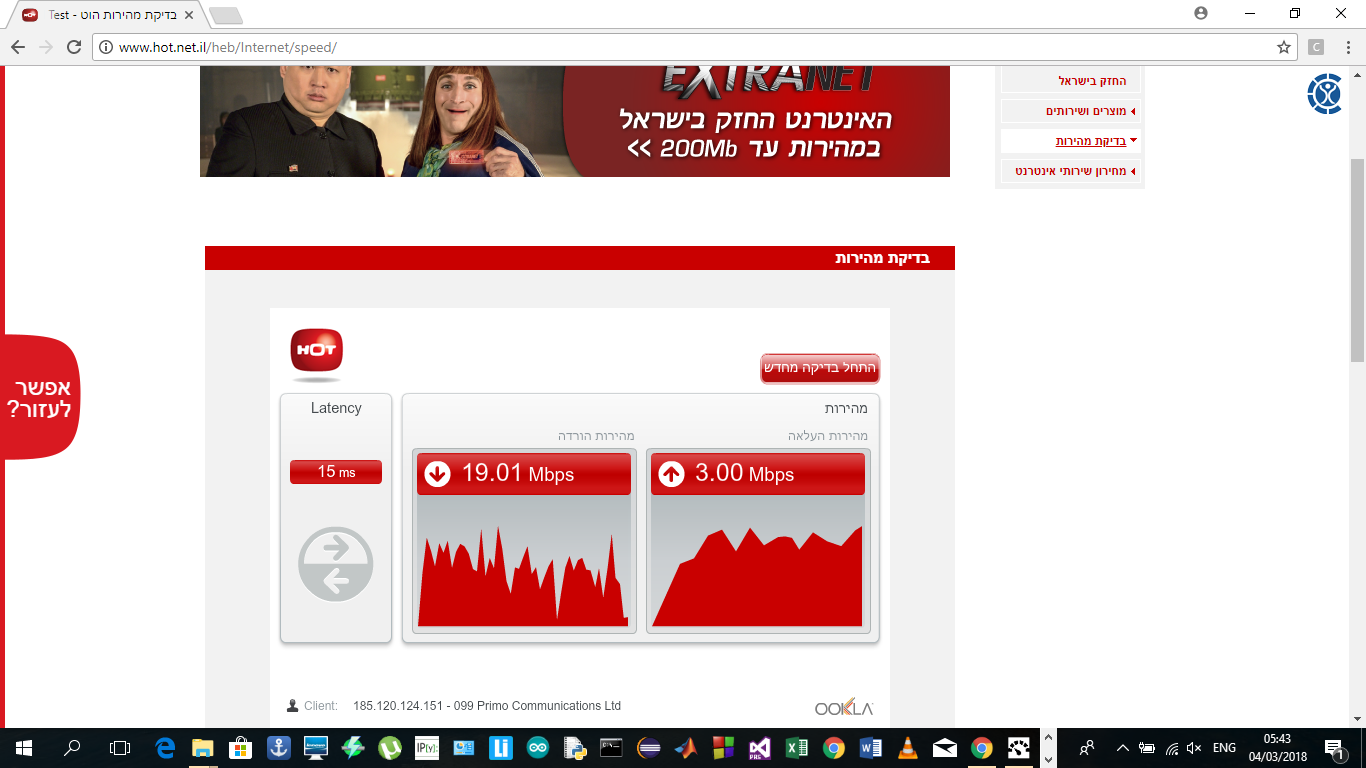 Test - בדיקת מהירות הוט
www.hot.net.il/heb/Internet/speed/
C
EXTRANET
האינטרנט החזק בישראל
במהירות עד 200Mb >>
החזק בישראל
מוצרים ושירותים
בדיקת מהירות
מחירון שירותי אינטרנט
בדיקת מהירות
HOT
התחל בדיקה מחדש
אפשר
לעזור?
Latency
15 ms
מהירות
מהירות העלאה
מהירות הורדה
19.01 Mbps
3.00 Mbps
Client: 185.120.124.151 - 099 Primo Communications Ltd
OOKLA
ENG
05:43
04/03/2018
1